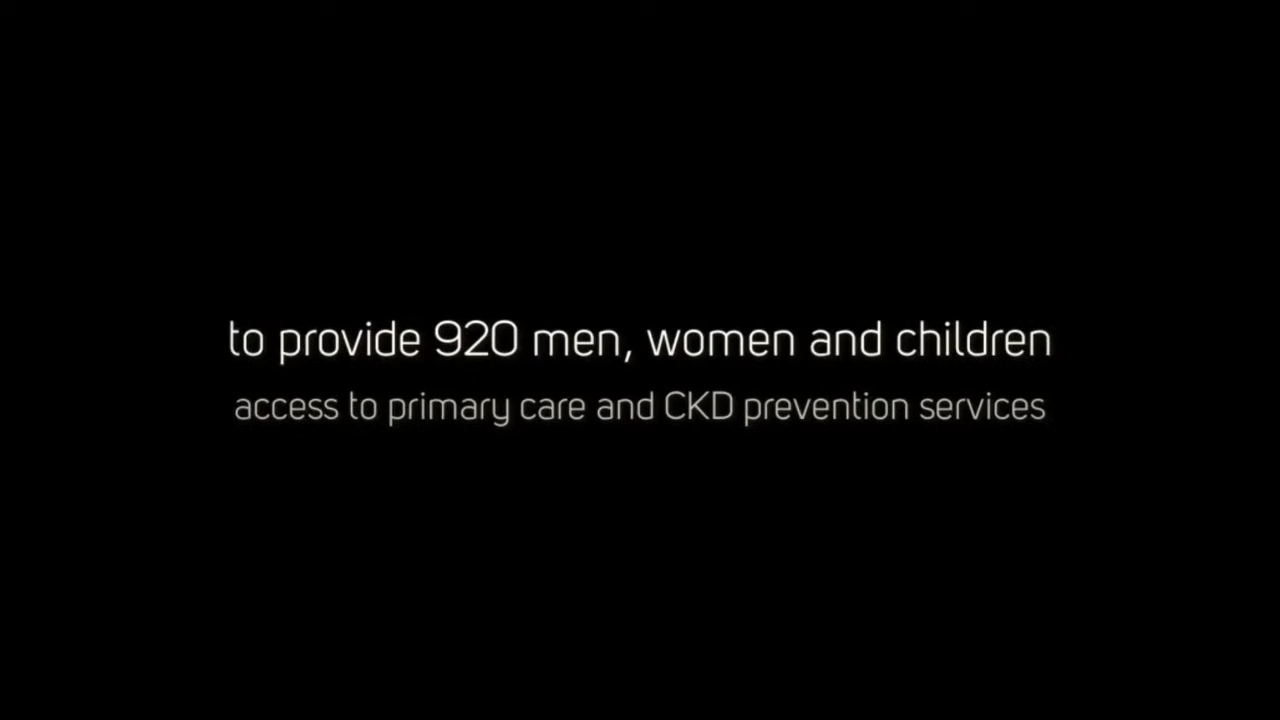 to provide 920 men, women and children
access to primary care and CKD prevention services